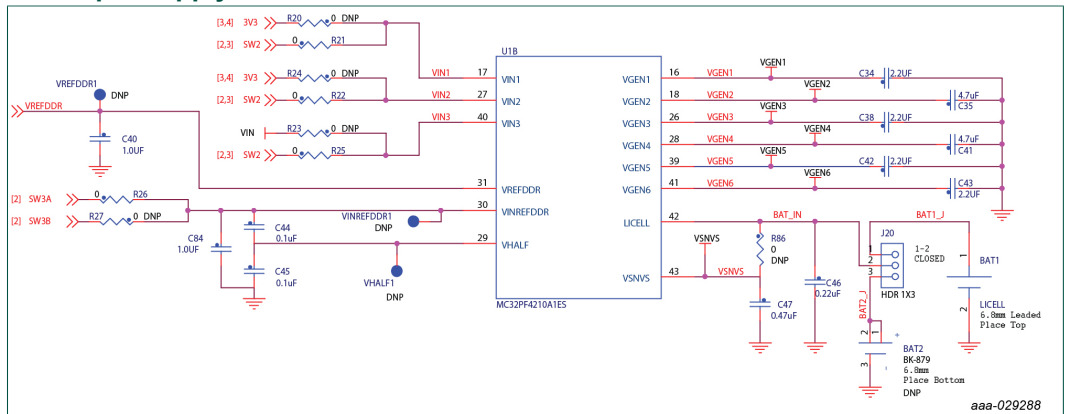 [3,4] 3V3 R20 0 DNP
[2,3] SW2 0 R21
[3,4] 3V3 R24 0 DNP
[2,3] SW2 0 R22
VIN R23 0 DNP
[2,3] SW2 0 R25
VIN1
VIN2
VIN3
VREFDDR1
DNP
VREFDDR
C40
1.0UF
[2] SW3A 0 R26
[2] SW3B R27 0 DNP
C84
1.0UF
C44
0.1uF
C45
0.1uF
VINREFDDR1
DNP
VHALF1
DNP
U1B
17 VIN1
27 VIN2
40 VIN3
31 VREFDDR
30 VINREFDDR
29 VHALF
VGEN1 16
VGEN2 18
VGEN3 26
VGEN4 28
VGEN5 39
VGEN6 41
LICELL 42
VSNVS 43
MC32PF4210A1ES
VGEN1 VGEN1 C34 2.2UF
VGEN2 VGEN2 4.7uF C35
VGEN3 VGEN3 C38 2.2UF
VGEN4 VGEN4 4.7uF C41
VGEN5 VGEN5 C42 2.2UF
VGEN6 VGEN6 C43 2.2UF
BAT_IN
VSNVS
VSNVS
R86
0
DNP
C47
0.47uF
C46
0.22uF
BAT1_J
J20
1
2
3
1-2
CLOSED
HDR 1X3
BAT2_J
1
BAT1
2
LICELL
6.8mm Leaded
Place Top
2 1 +
BAT2
BK-879
6.8mm
Place Bottom
DNP
3 -
aaa-029288